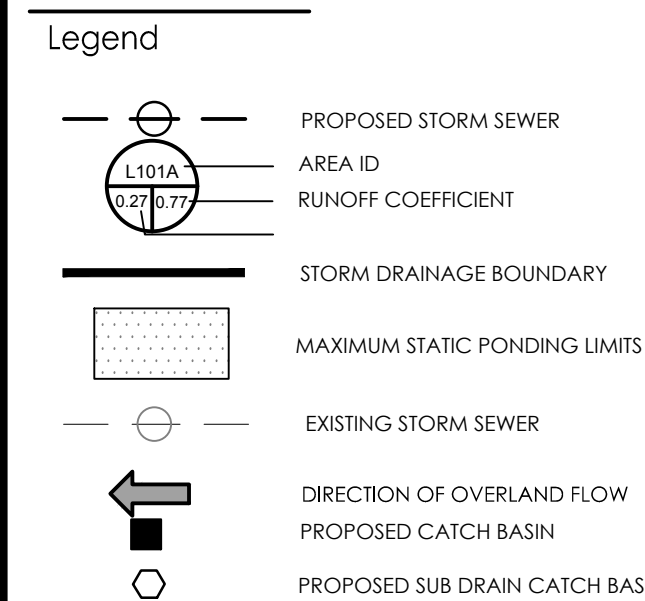 Legend
PROPOSED STORM SEWER
L101A
AREA ID
0.27 0.77
RUNOFF COEFFICIENT
STORM DRAINAGE BOUNDARY
MAXIMUM STATIC PONDING LIMITS
EXISTING STORM SEWER
DIRECTION OF OVERLAND FLOW
PROPOSED CATCH BASIN
PROPOSED SUB DRAIN CATCH BAS